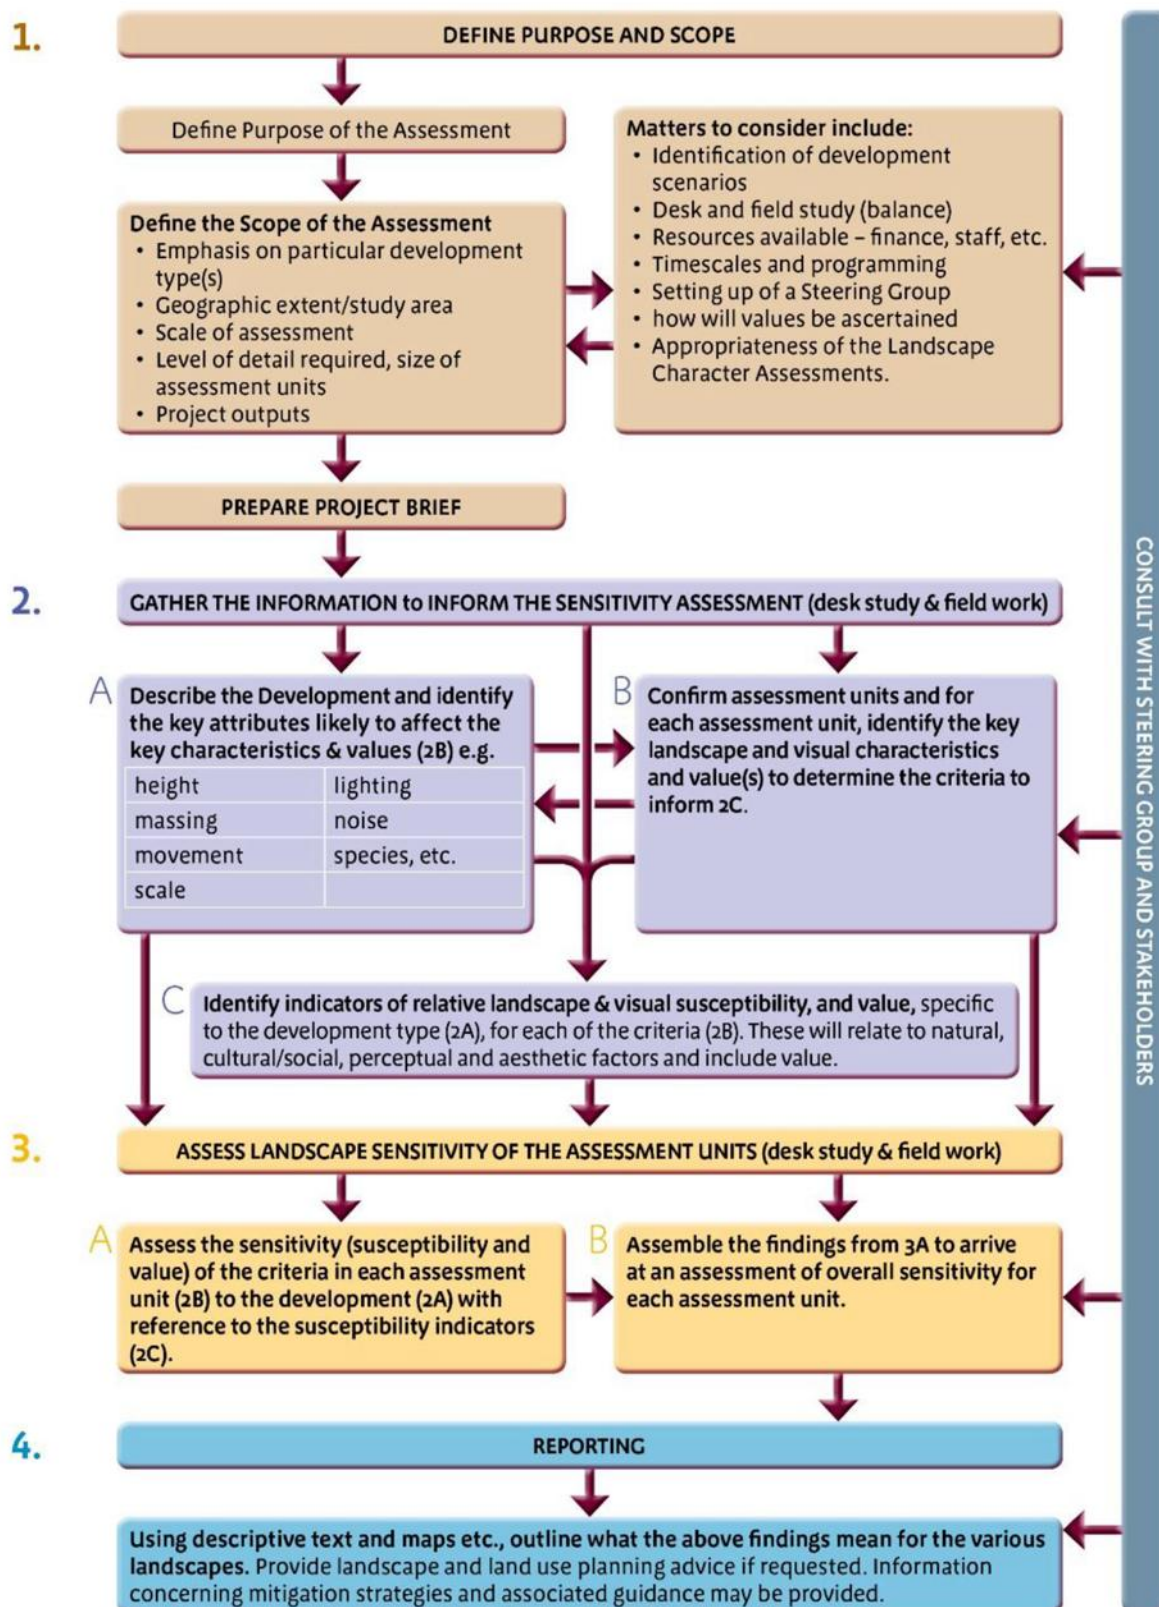 1.
DEFINE PURPOSE AND SCOPE
Define Purpose of the Assessment
Define the Scope of the Assessment
• Emphasis on particular development
type(s)
• Geographic extent/study area
• Scale of assessment
• Level of detail required, size of
assessment units
• Project outputs
Matters to consider include:
• Identification of development
scenarios
• Desk and field study (balance)
• Resources available – finance, staff, etc.
• Timescales and programming
• Setting up of a Steering Group
• how will values be ascertained
• Appropriateness of the Landscape
Character Assessments.
PREPARE PROJECT BRIEF
2.
GATHER THE INFORMATION to INFORM THE SENSITIVITY ASSESSMENT (desk study & field work)
A
Describe the Development and identify
the key attributes likely to affect the
key characteristics & values (2B) e.g.
height lighting
massing noise
movement species, etc.
scale
B
Confirm assessment units and for
each assessment unit, identify the key
landscape and visual characteristics
and value(s) to determine the criteria to
inform 2C.
C
Identify indicators of relative landscape & visual susceptibility, and value, specific
to the development type (2A), for each of the criteria (2B). These will relate to natural,
cultural/social, perceptual and aesthetic factors and include value.
3.
ASSESS LANDSCAPE SENSITIVITY OF THE ASSESSMENT UNITS (desk study & field work)
A
Assess the sensitivity (susceptibility and
value) of the criteria in each assessment
unit (2B) to the development (2A) with
reference to the susceptibility indicators
(2C).
B
Assemble the findings from 3A to arrive
at an assessment of overall sensitivity for
each assessment unit.
4.
REPORTING
Using descriptive text and maps etc., outline what the above findings mean for the various
landscapes. Provide landscape and land use planning advice if requested. Information
concerning mitigation strategies and associated guidance may be provided.
CONSULT WITH STEERING GROUP AND STAKEHOLDERS